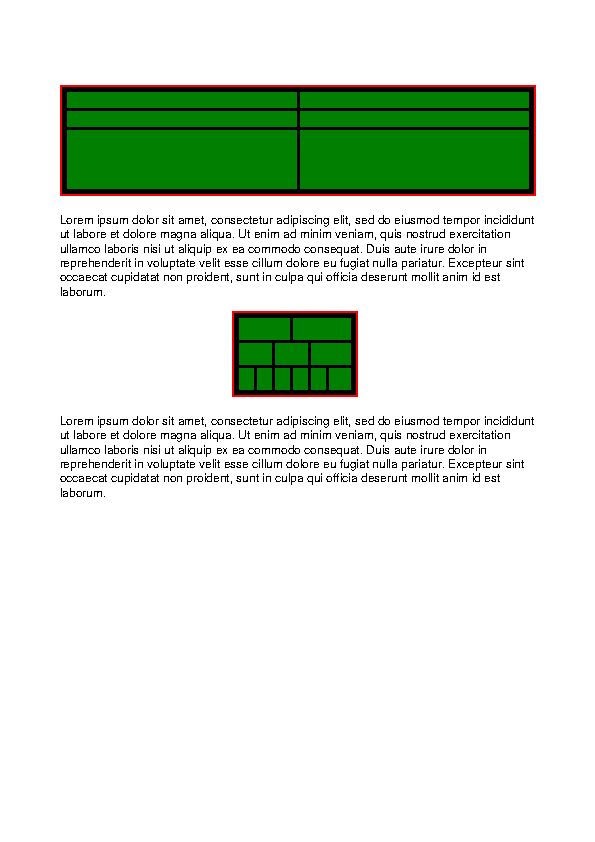 Lorem ipsum dolor sit amet, consectetur adipiscing elit, sed do eiusmod tempor incididunt
ut labore et dolore magna aliqua. Ut enim ad minim veniam, quis nostrud exercitation
ullamco laboris nisi ut aliquip ex ea commodo consequat. Duis aute irure dolor in
reprehenderit in voluptate velit esse cillum dolore eu fugiat nulla pariatur. Excepteur sint
occaecat cupidatat non proident, sunt in culpa qui officia deserunt mollit anim id est
laborum.
Lorem ipsum dolor sit amet, consectetur adipiscing elit, sed do eiusmod tempor incididunt
ut labore et dolore magna aliqua. Ut enim ad minim veniam, quis nostrud exercitation
ullamco laboris nisi ut aliquip ex ea commodo consequat. Duis aute irure dolor in
reprehenderit in voluptate velit esse cillum dolore eu fugiat nulla pariatur. Excepteur sint
occaecat cupidatat non proident, sunt in culpa qui officia deserunt mollit anim id est
laborum.